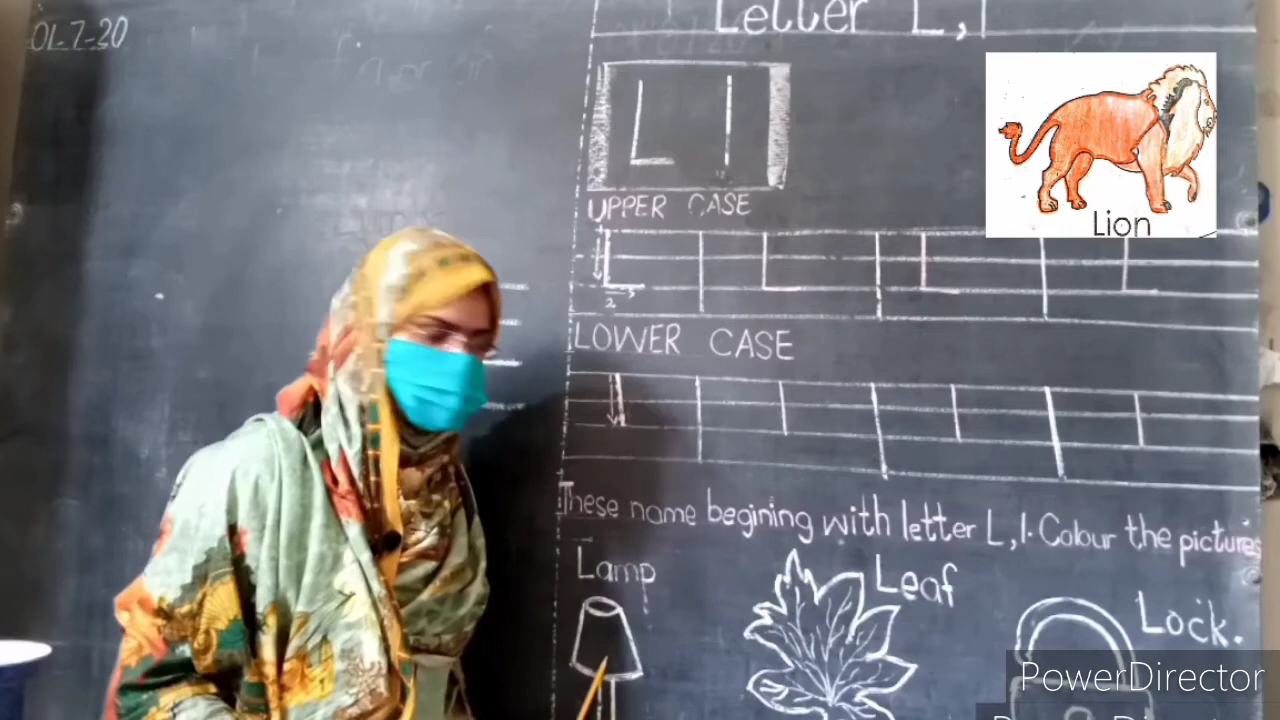 01-7-20
Letter L,l
L l
UPPER CASE
2
LOWER CASE
These name begining with letter L,l. Colour the pictures
Lamp
Leaf
Lock.
Lion
PowerDirector